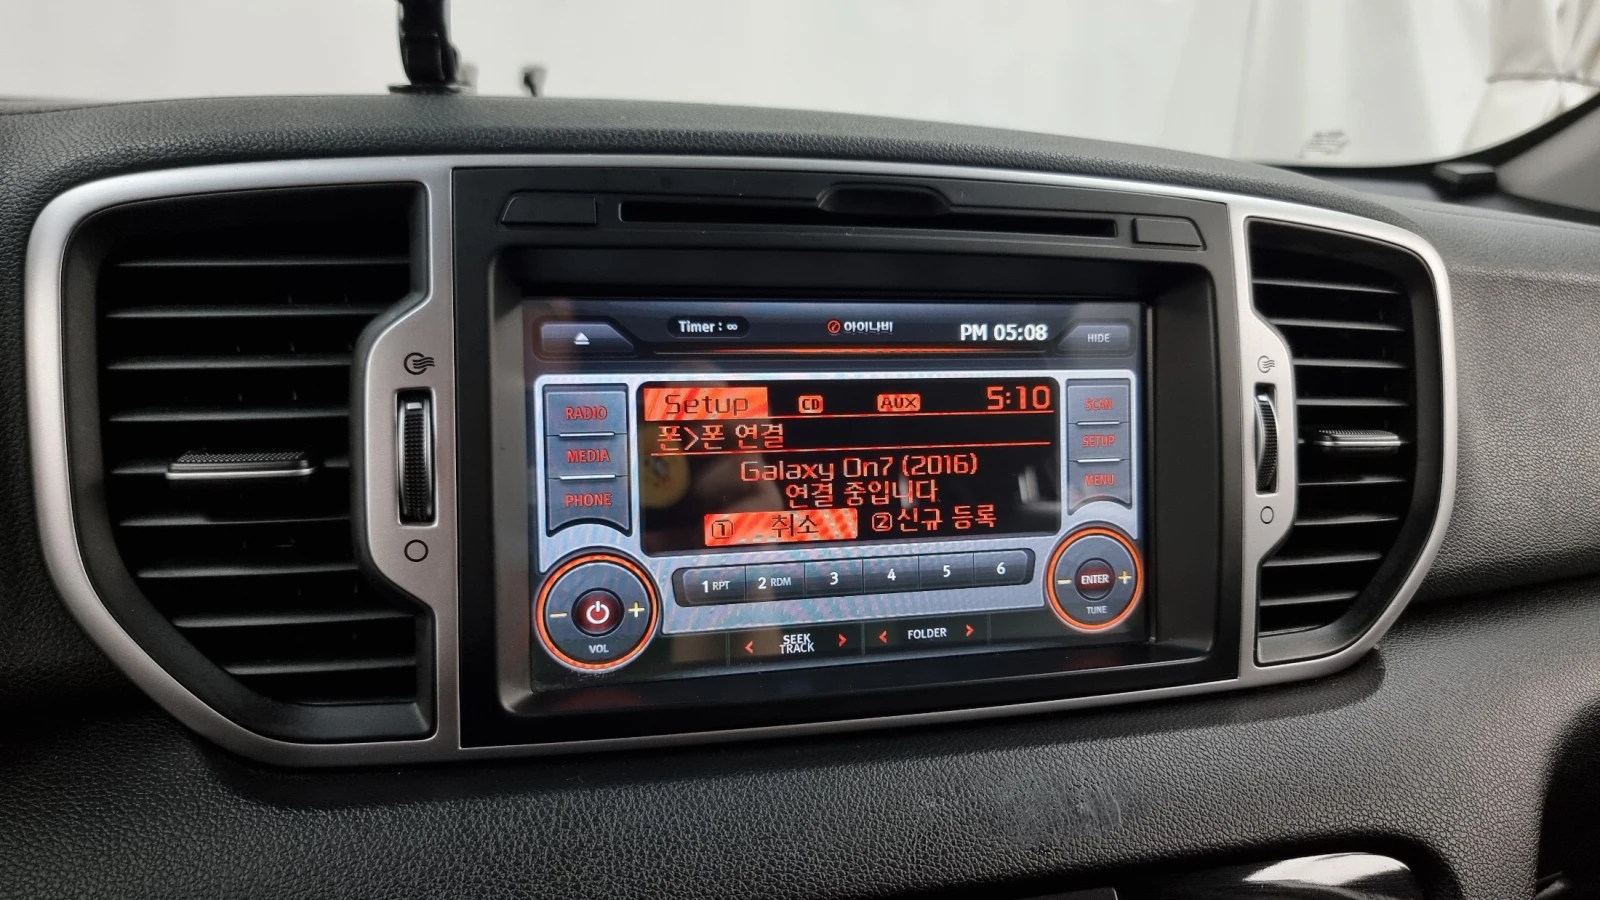 Timer : ∞
아이나비
PM 05:08
HIDE
RADIO
MEDIA
PHONE
Setup CD AUX 5:10
폰>폰 연결
Galaxy On7 (2016)
연결 중입니다
1 취소 2 신규 등록
SCAN
SETUP
MENU
1 RPT 2 RDM 3 4 5 6
− + VOL
− ENTER + TUNE
< SEEK TRACK >
< FOLDER >